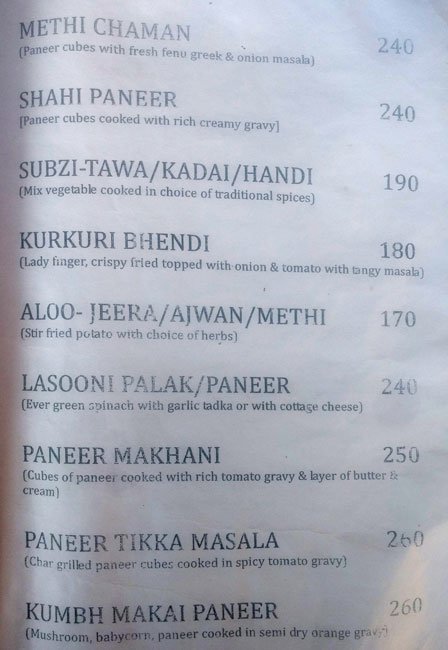 METHI CHAMAN 240
(Paneer cubes with fresh fenu greek & onion masala)
SHAHI PANEER 240
[Paneer cubes cooked with rich creamy gravy]
SUBZI-TAWA/KADAI/HANDI 190
(Mix vegetable cooked in choice of traditional spices)
KURKURI BHENDI 180
(Lady finger, crispy fried topped with onion & tomato with tangy masala)
ALOO- JEERA/AJWAN/METHI 170
(Stir fried potato with choice of herbs)
LASOONI PALAK/PANEER 240
(Ever green spinach with garlic tadka or with cottage cheese)
PANEER MAKHANI 250
(Cubes of paneer cooked with rich tomato gravy & layer of butter &
cream)
PANEER TIKKA MASALA 260
(Char grilled paneer cubes cooked in spicy tomato gravy)
KUMBH MAKAI PANEER 260
(Mushroom, babycorn, paneer cooked in semi dry orange gravy)